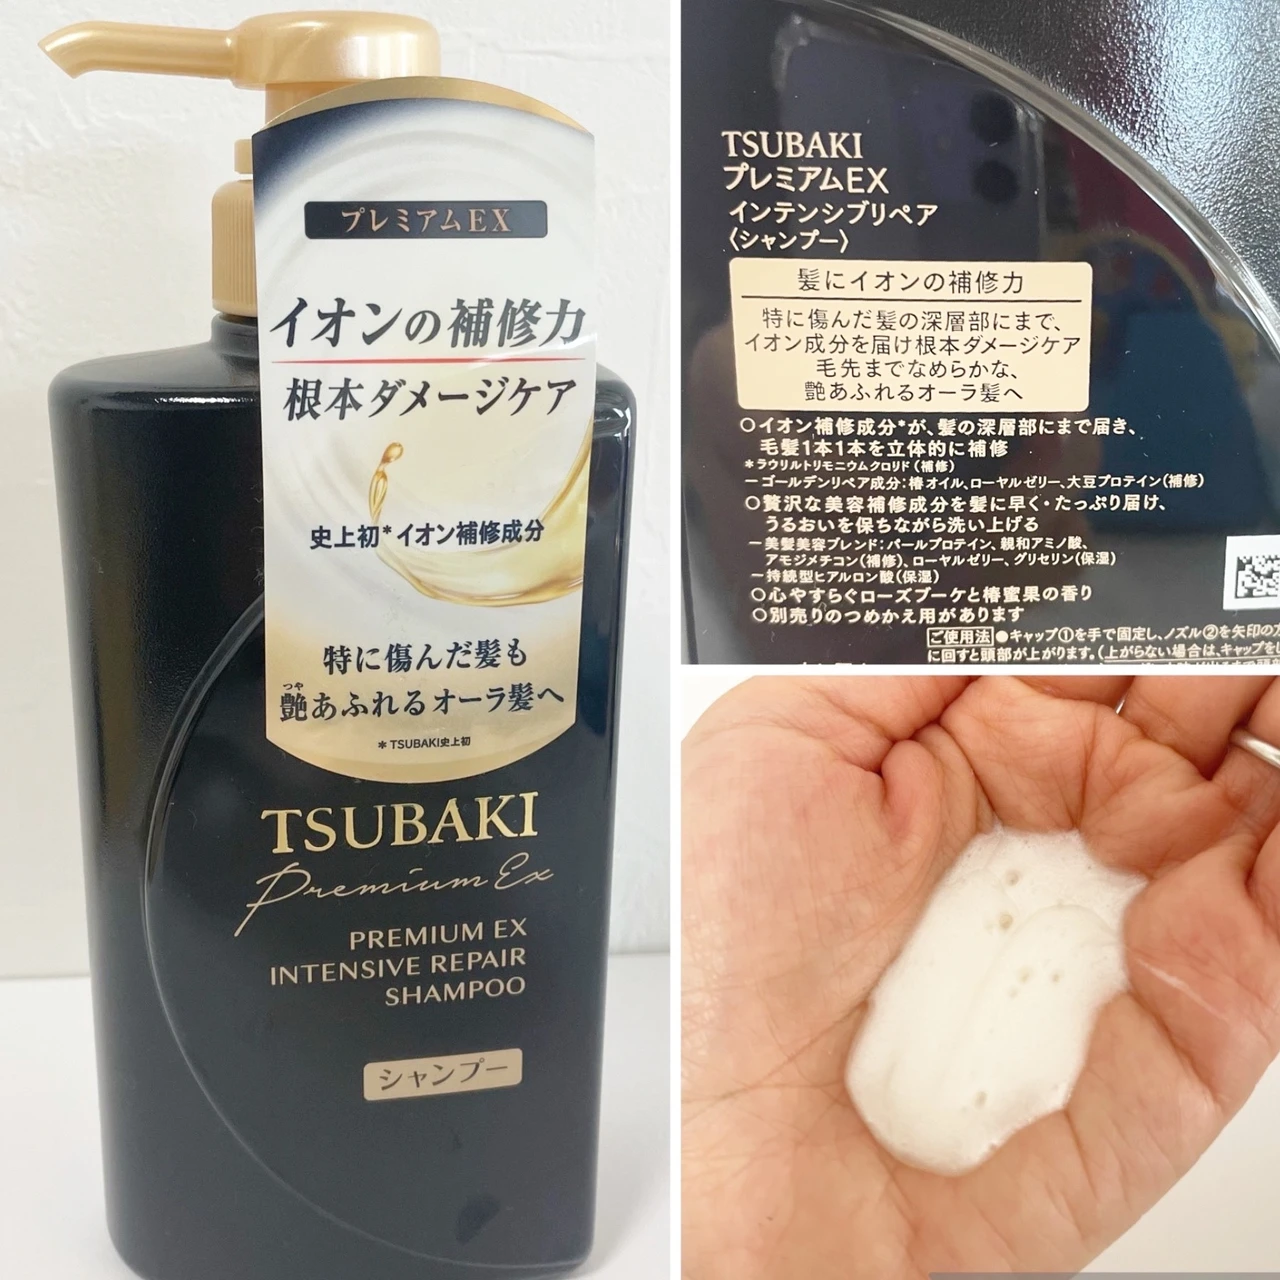 プレミアムEX
イオンの補修力
根本ダメージケア
史上初*イオン補修成分
特に傷んだ髪も
つや
艶あふれるオーラ髪へ
*TSUBAKI史上初
TSUBAKI
Premium Ex
PREMIUM EX
INTENSIVE REPAIR
SHAMPOO
シャンプー
TSUBAKI
プレミアムEX
インテンシブリペア
〈シャンプー〉
髪にイオンの補修力
特に傷んだ髪の深層部にまで、
イオン成分を届け根本ダメージケア
毛先までなめらかな、
艶あふれるオーラ髪へ
○イオン補修成分*が、髪の深層部にまで届き、
毛髪1本1本を立体的に補修
*ラウリルトリモニウムクロリド(補修)
－ゴールデンリペア成分:椿オイル、ローヤルゼリー、大豆プロテイン(補修)
○贅沢な美容補修成分を髪に早く・たっぷり届け、
うるおいを保ちながら洗い上げる
－美髪美容ブレンド:パールプロテイン、親和アミノ酸、
アモジメチコン(補修)、ローヤルゼリー、グリセリン(保湿)
－持続型ヒアルロン酸(保湿)
○心やすらぐローズブーケと椿蜜果の香り
○別売りのつめかえ用があります
ご使用法 ●キャップ①を手で固定し、ノズル②を矢印の方
に回すと頭部が上がります。(上がらない場合は、キャップをし